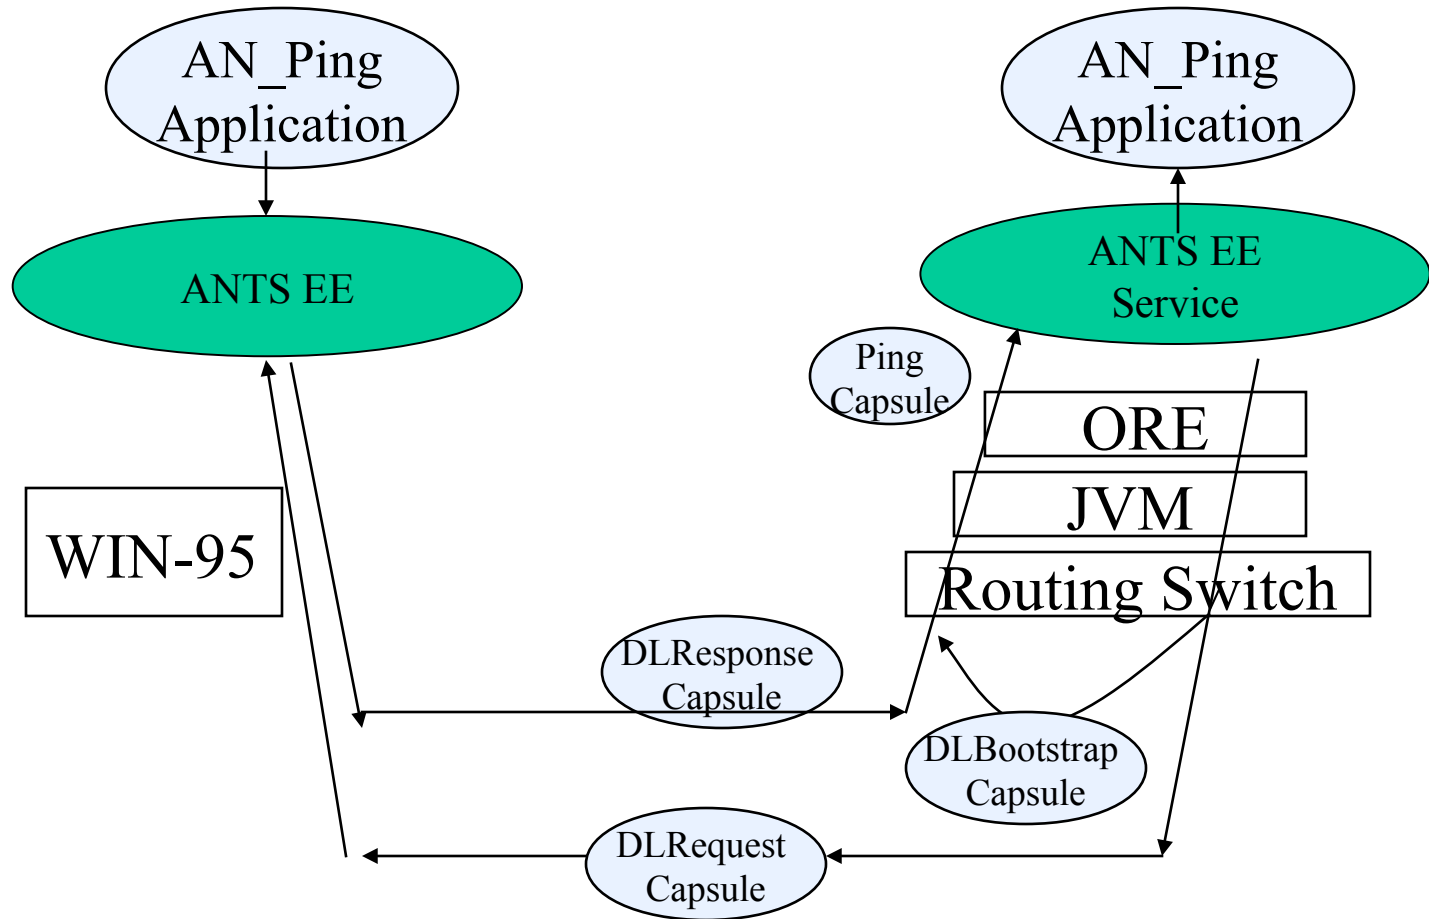 AN_Ping
Application
AN_Ping
Application
ANTS EE
ANTS EE
Service
Ping
Capsule
ORE
JVM
WIN-95
Routing Switch
DLResponse
Capsule
DLBootstrap
Capsule
DLRequest
Capsule